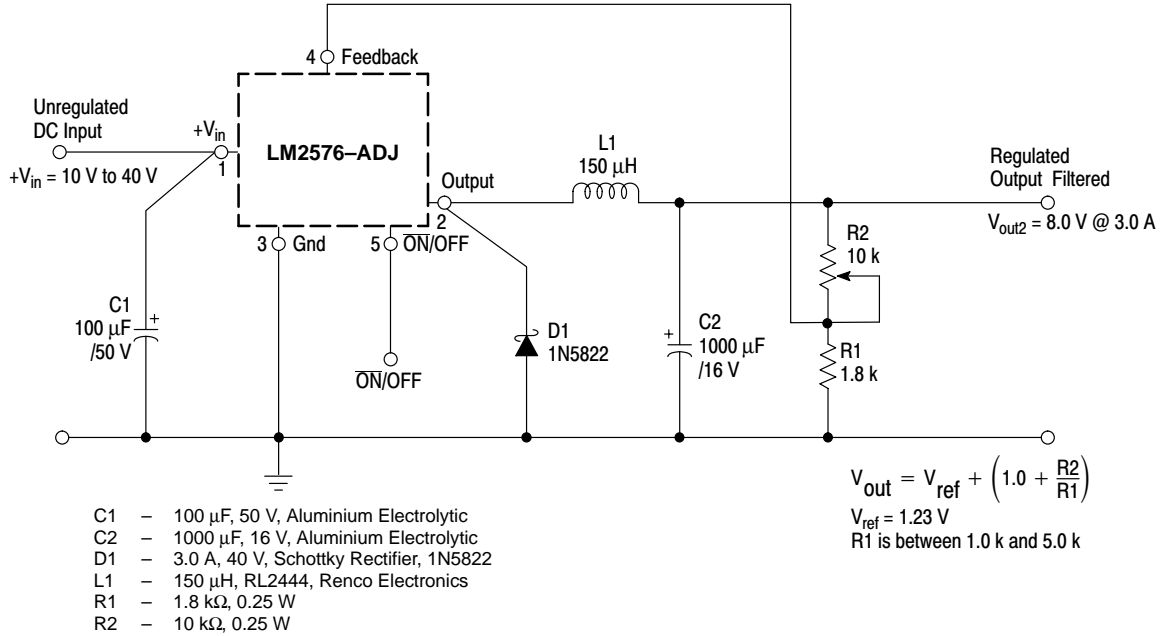 4 Feedback
Unregulated
DC Input
+Vin
1
+Vin = 10 V to 40 V
LM2576–ADJ
Output
2
3 Gnd
5 ON/OFF
L1
150 μH
Regulated
Output Filtered
Vout2 = 8.0 V @ 3.0 A
R2
10 k
C1
100 μF
/50 V
+
ON/OFF
D1
1N5822
+
C2
1000 μF
/16 V
R1
1.8 k
Vout = Vref + (1.0 + R2/R1)
Vref = 1.23 V
R1 is between 1.0 k and 5.0 k
C1 – 100 μF, 50 V, Aluminium Electrolytic
C2 – 1000 μF, 16 V, Aluminium Electrolytic
D1 – 3.0 A, 40 V, Schottky Rectifier, 1N5822
L1 – 150 μH, RL2444, Renco Electronics
R1 – 1.8 kΩ, 0.25 W
R2 – 10 kΩ, 0.25 W